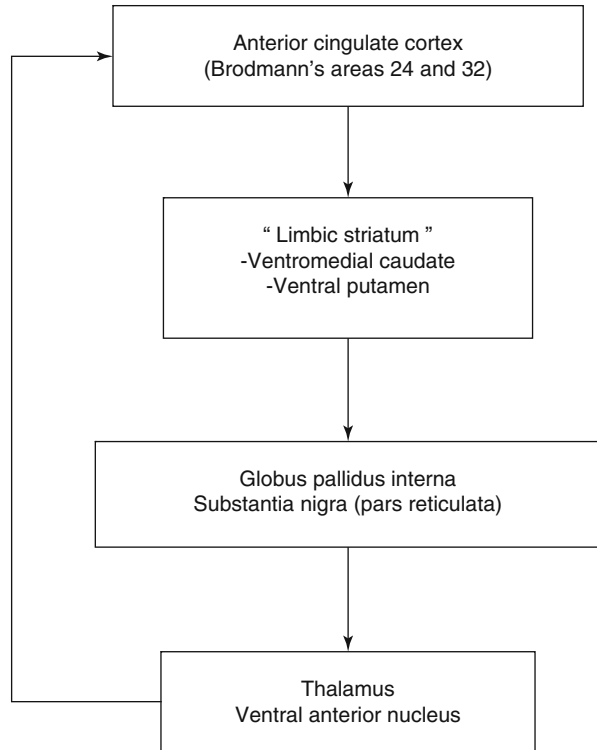 Anterior cingulate cortex
(Brodmann’s areas 24 and 32)
“ Limbic striatum ”
-Ventromedial caudate
-Ventral putamen
Globus pallidus interna
Substantia nigra (pars reticulata)
Thalamus
Ventral anterior nucleus